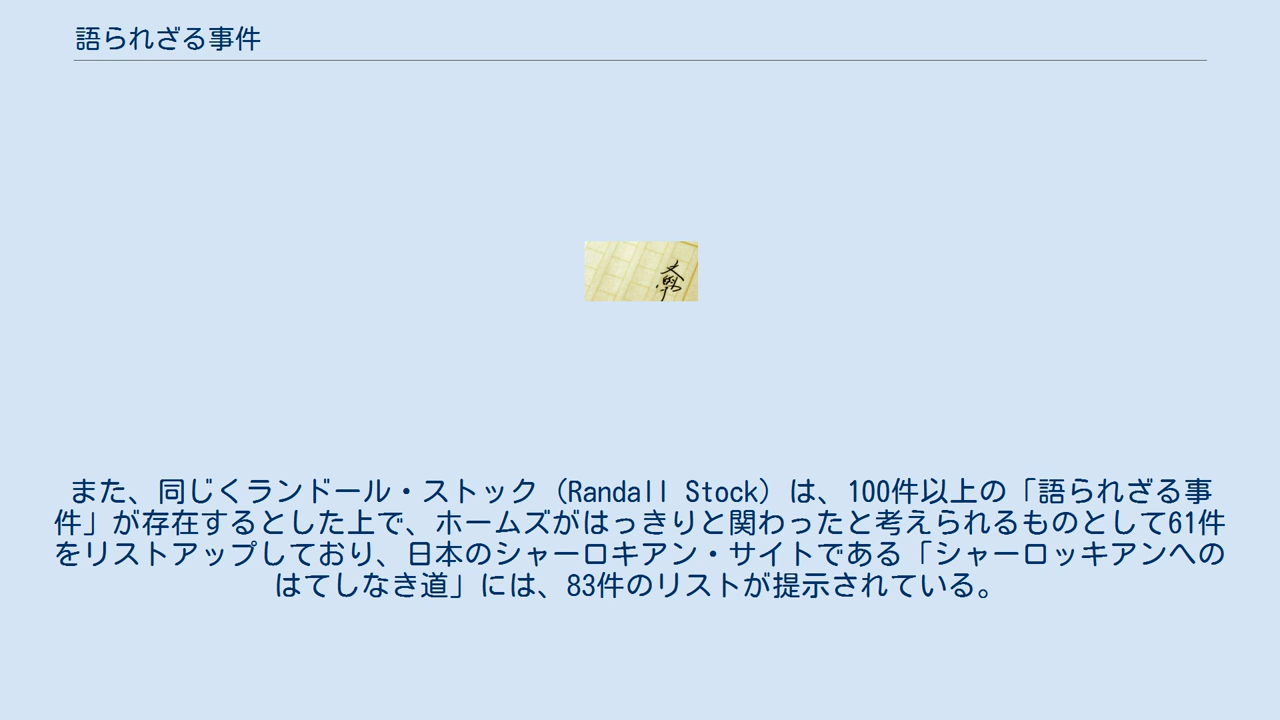 語られざる事件
また、同じくランドール・ストック（Randall Stock）は、100件以上の「語られざる事
件」が存在するとした上で、ホームズがはっきりと関わったと考えられるものとして61件
をリストアップしており、日本のシャーロキアン・サイトである「シャーロッキアンへの
はてしなき道」には、83件のリストが提示されている。